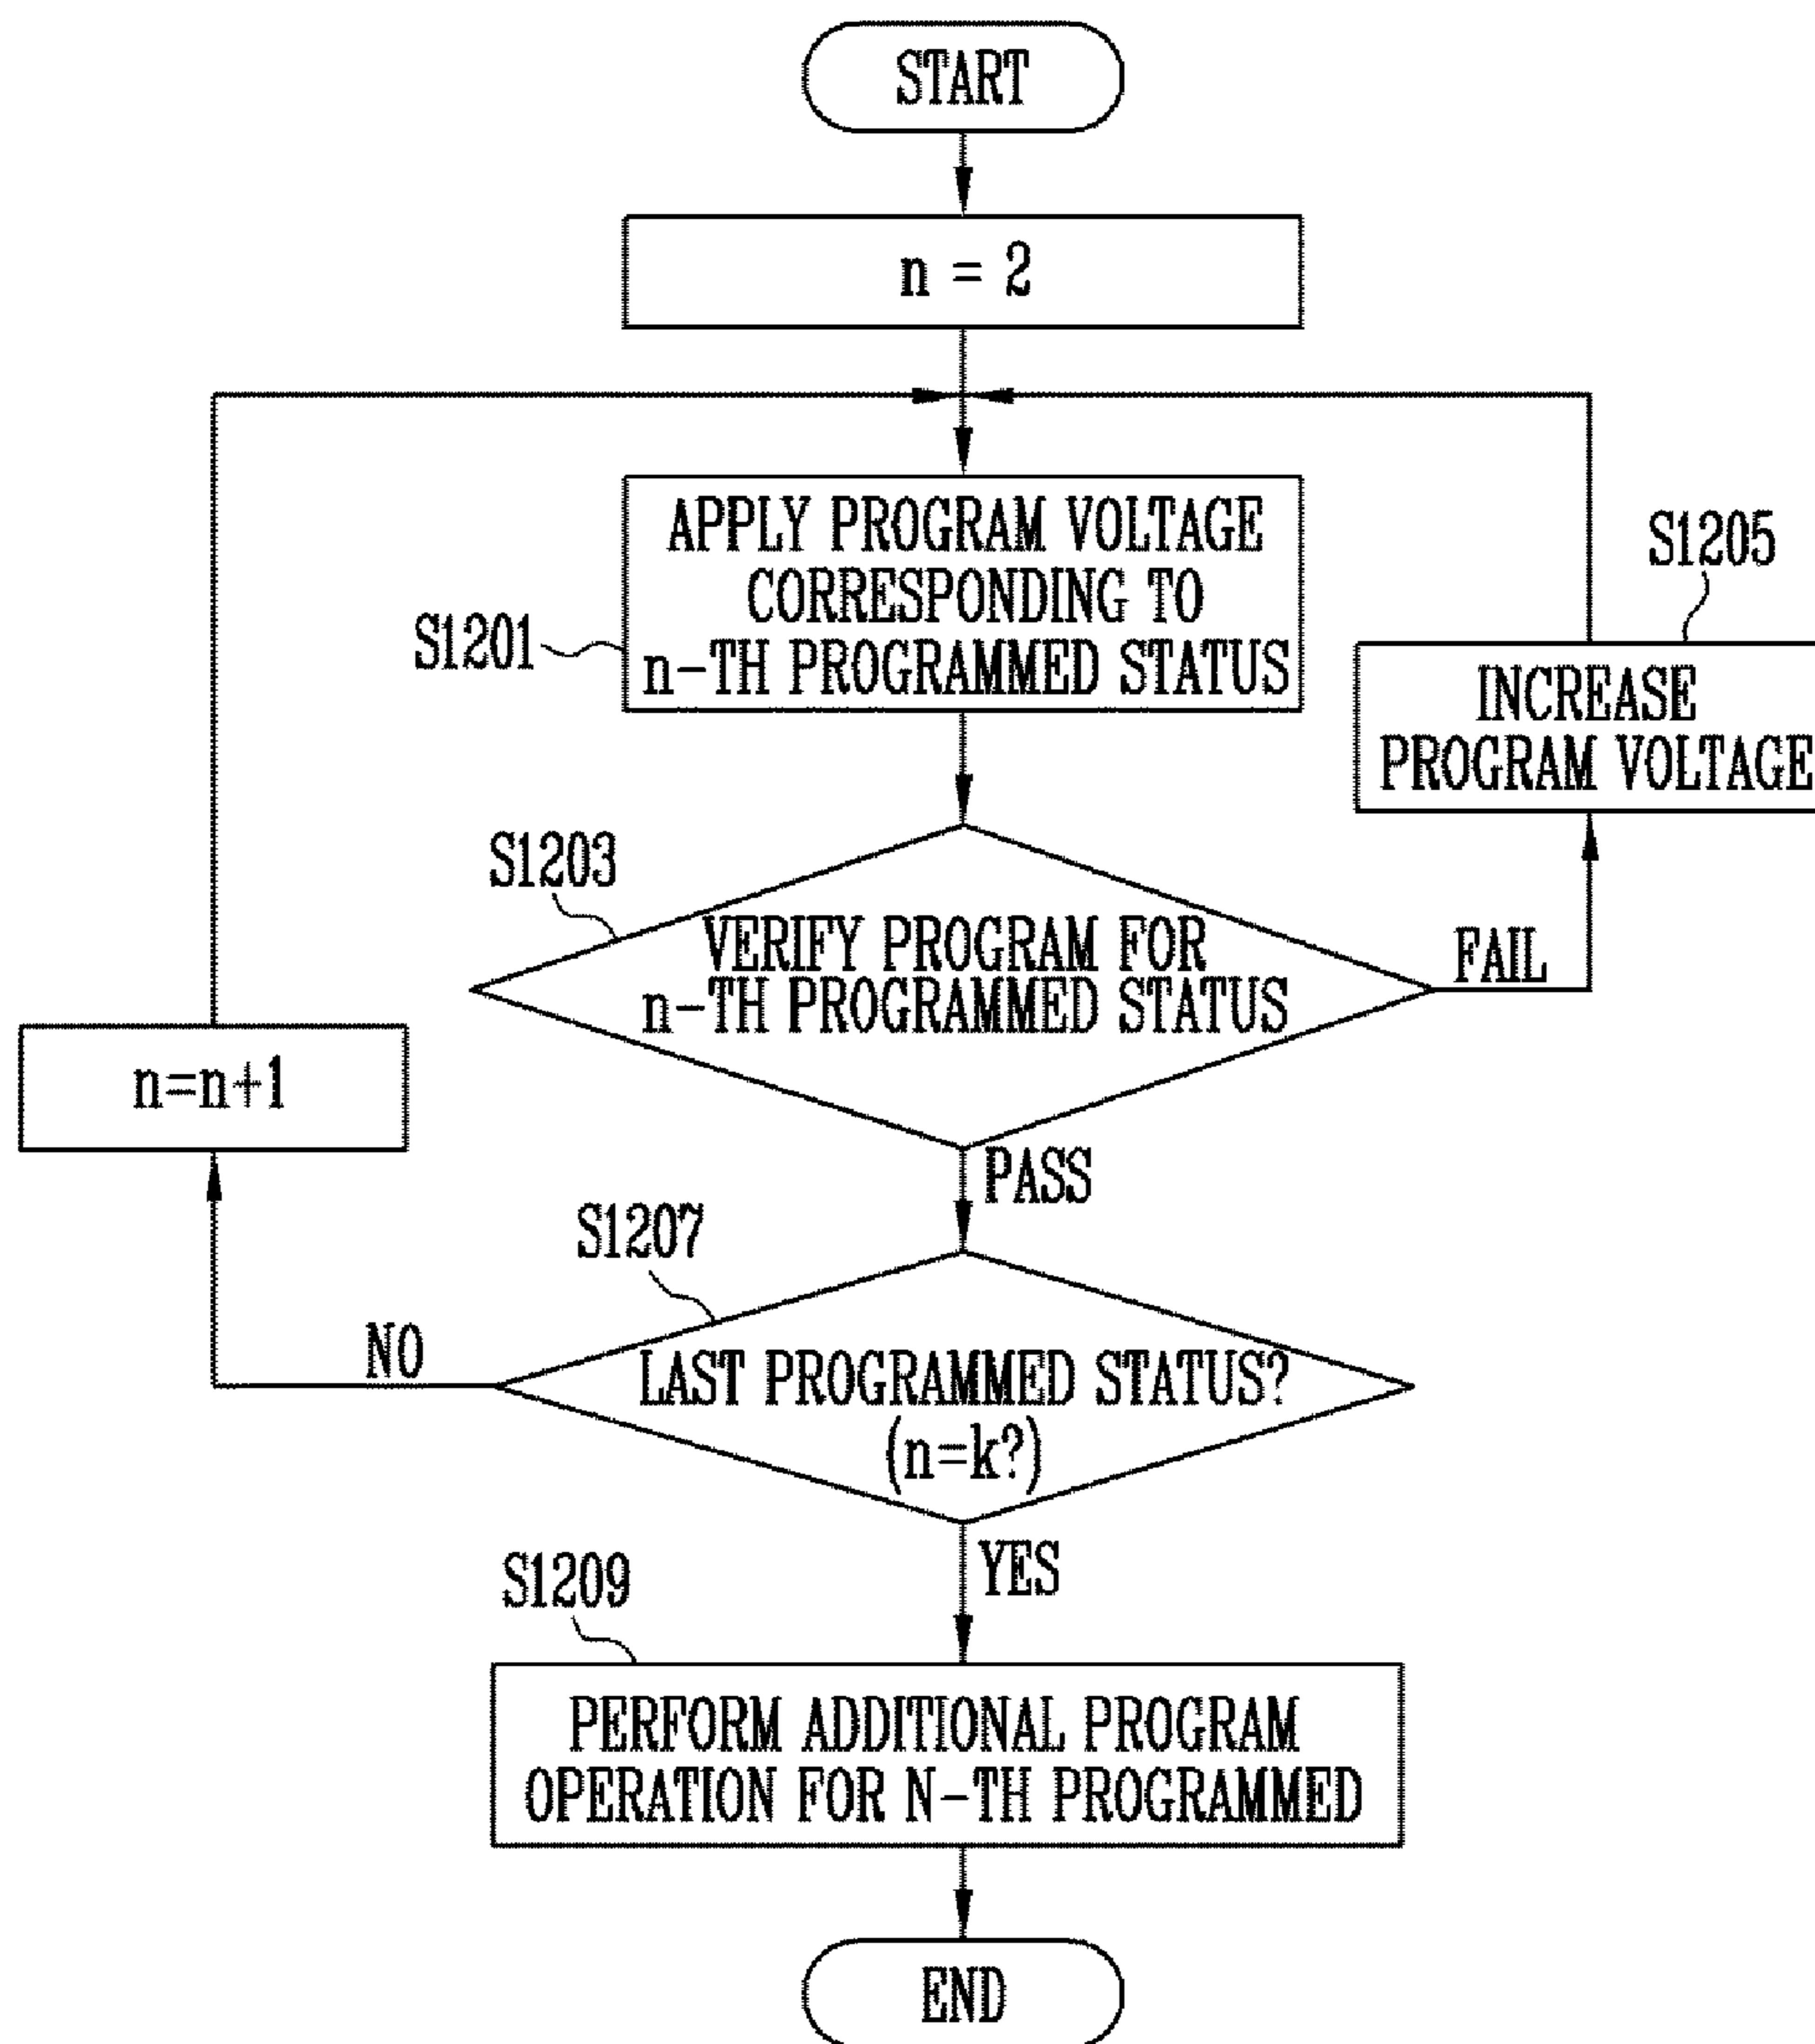 START
n = 2
APPLY PROGRAM VOLTAGE
CORRESPONDING TO
n-TH PROGRAMMED STATUS
S1201
S1205
INCREASE
PROGRAM VOLTAGE
S1203
VERIFY PROGRAM FOR
n-TH PROGRAMMED STATUS
FAIL
n=n+1
PASS
S1207
NO
LAST PROGRAMMED STATUS?
(n=k?)
YES
S1209
PERFORM ADDITIONAL PROGRAM
OPERATION FOR N-TH PROGRAMMED
END